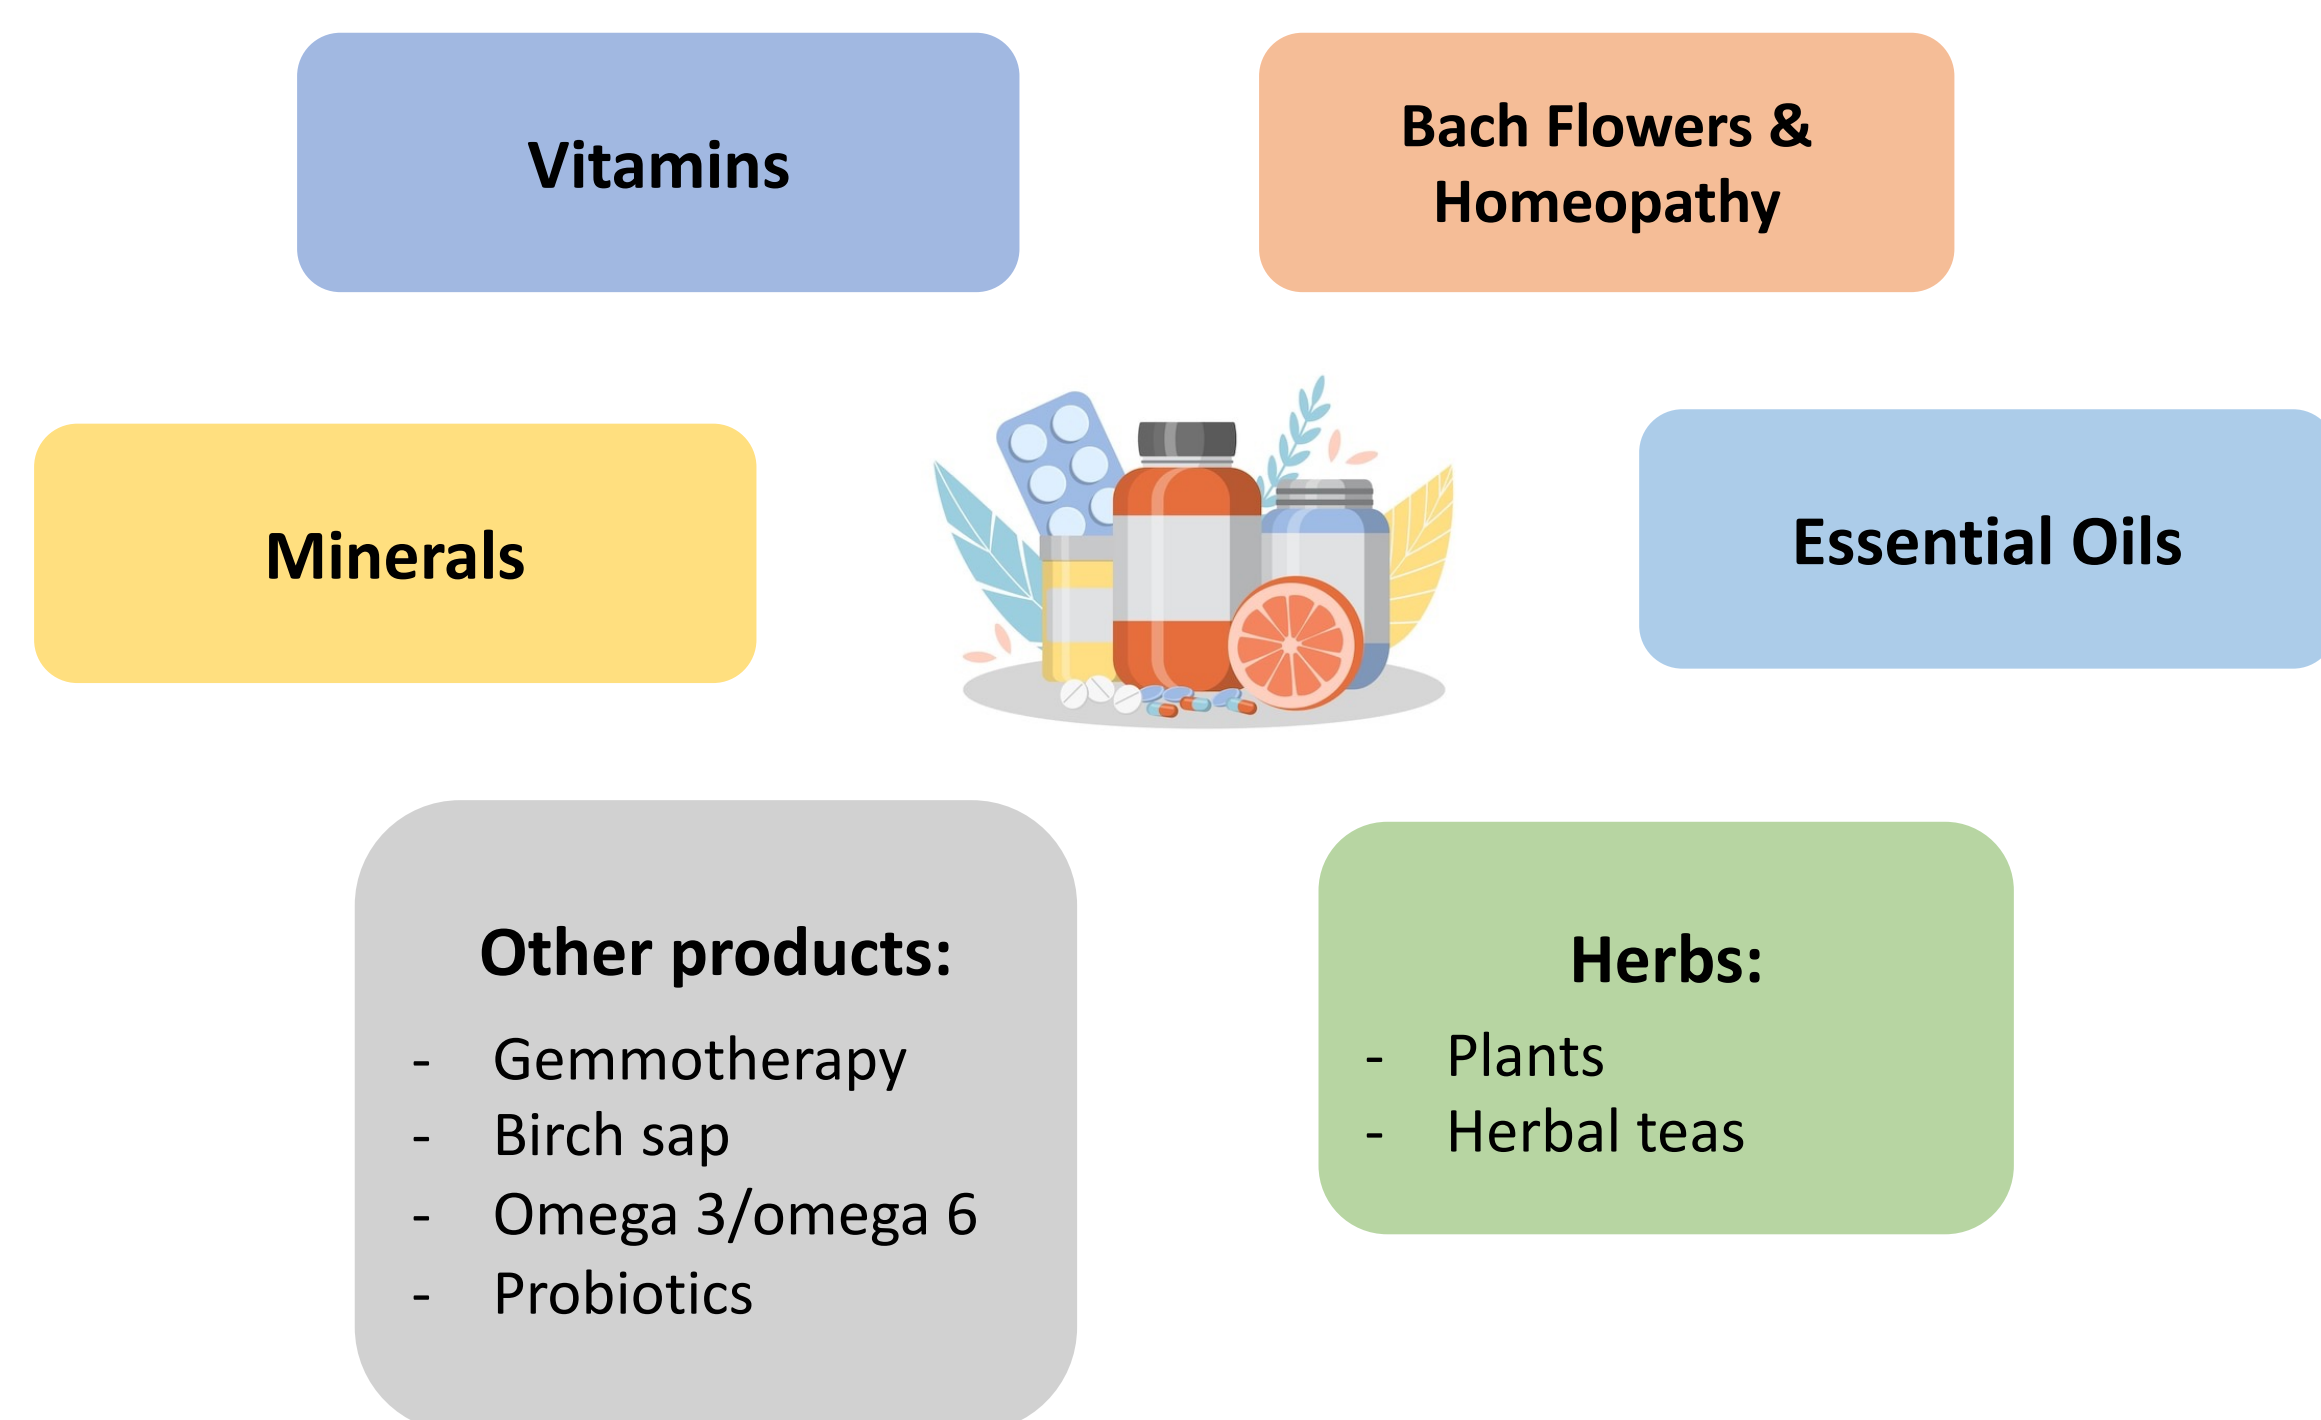 Vitamins
Bach Flowers &
Homeopathy
Minerals
Essential Oils
Other products:
- Gemmotherapy
- Birch sap
- Omega 3/omega 6
- Probiotics
Herbs:
- Plants
- Herbal teas